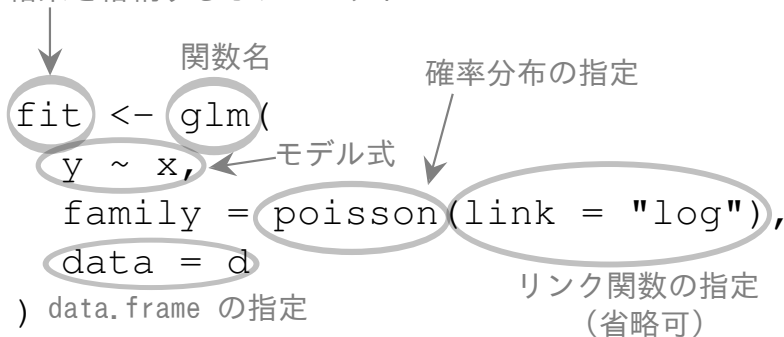 関数名
確率分布の指定
fit <- glm(
y ~ x,
モデル式
family = poisson(link = "log"),
data = d
リンク関数の指定
) data.frame の指定
（省略可）